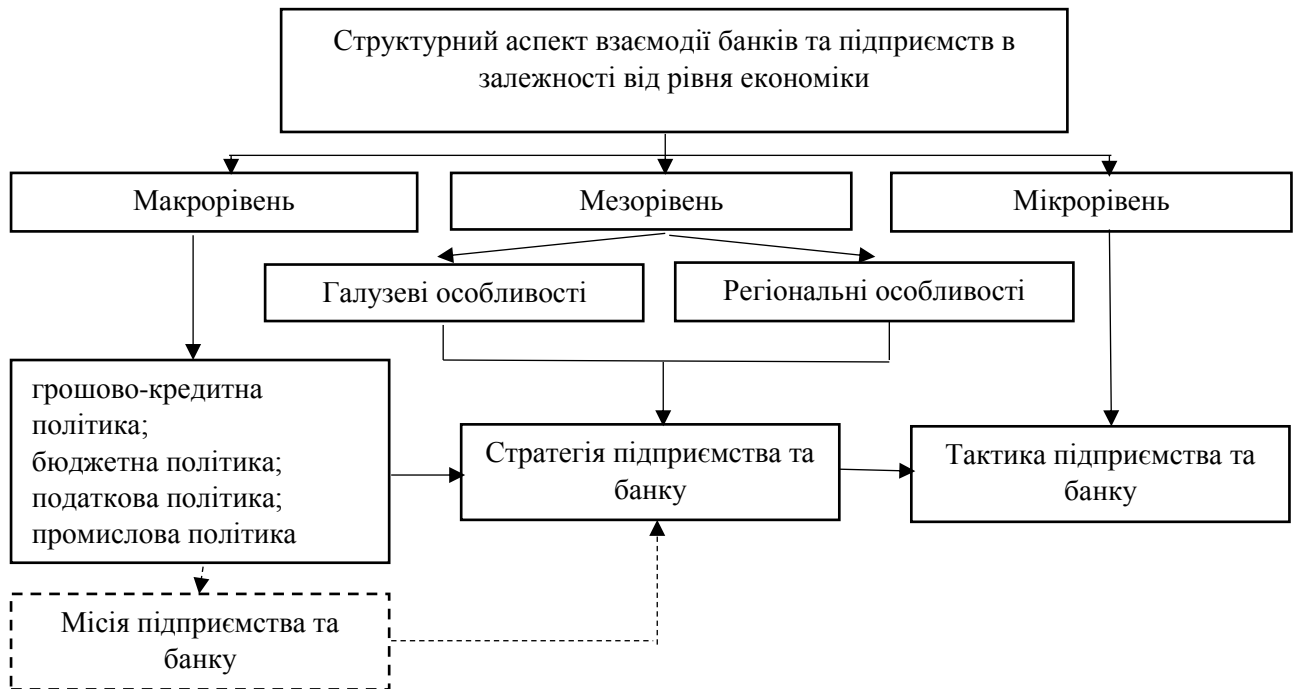 Структурний аспект взаємодії банків та підприємств в
залежності від рівня економіки
Макрорівень
Мезорівень
Мікрорівень
Галузеві особливості
Регіональні особливості
грошово-кредитна
політика;
бюджетна політика;
податкова політика;
промислова політика
Стратегія підприємства та
банку
Тактика підприємства та
банку
Місія підприємства та
банку